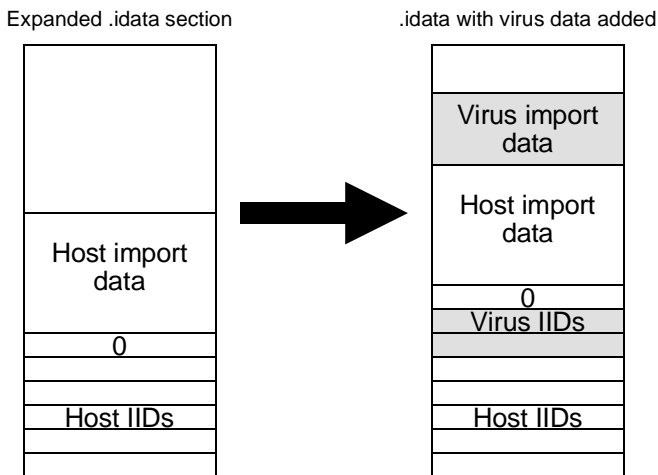 Expanded .idata section
.idata with virus data added
Virus import
data
Host import
data
Host import
data
0
Virus IIDs
0
Host IIDs
Host IIDs